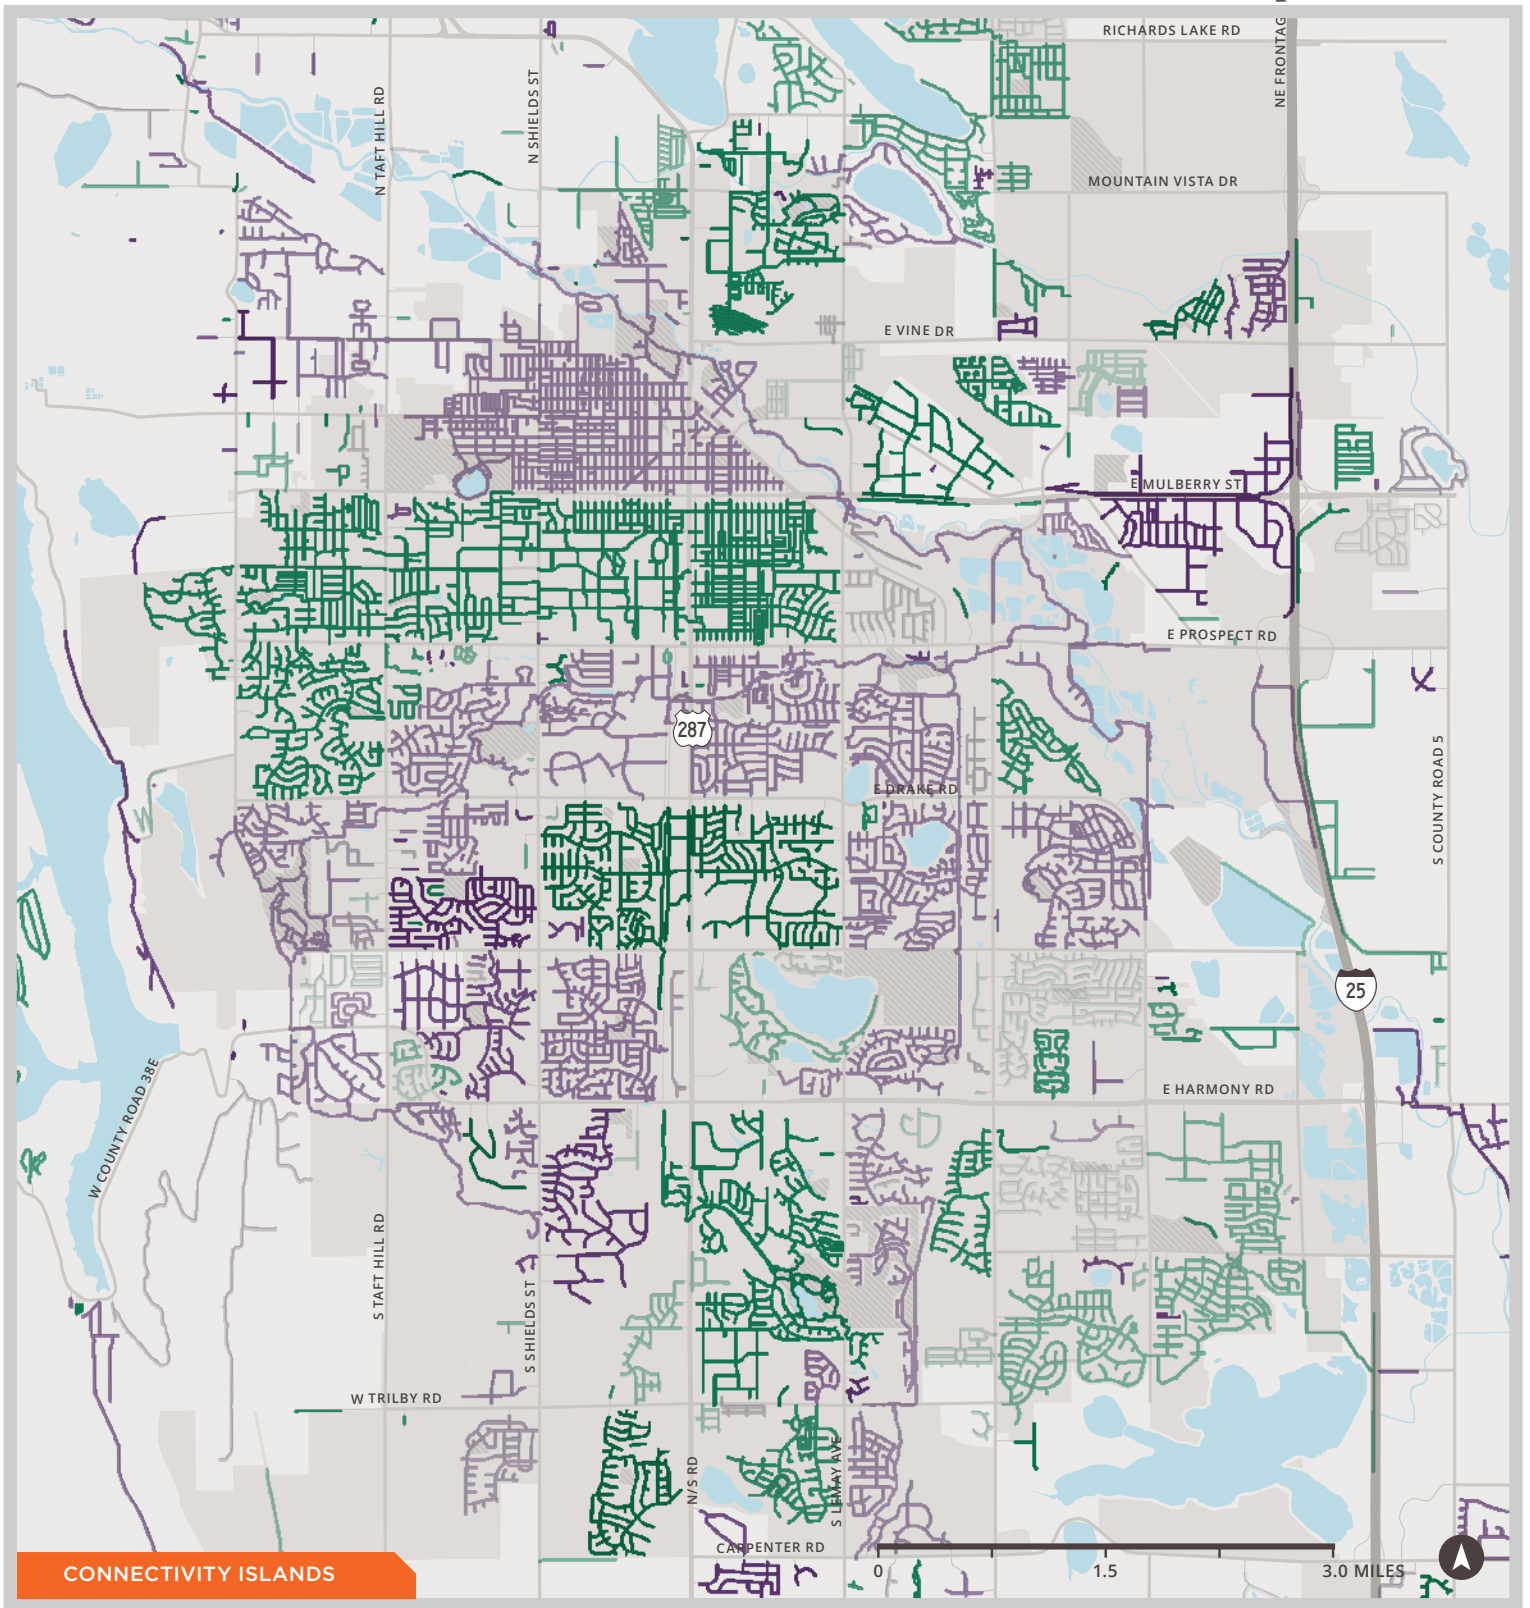 RICHARDS LAKE RD
NE FRONTAG
N TAFT HILL RD
N SHIELDS ST
MOUNTAIN VISTA DR
E VINE DR
E MULBERRY ST
E PROSPECT RD
287
E DRAKE RD
S COUNTY ROAD 5
25
W COUNTY ROAD 38E
E HARMONY RD
S TAFT HILL RD
S SHIELDS ST
W TRILBY RD
N/S RD
S LEMAY AVE
CARPENTER RD
CONNECTIVITY ISLANDS
0 1.5 3.0 MILES